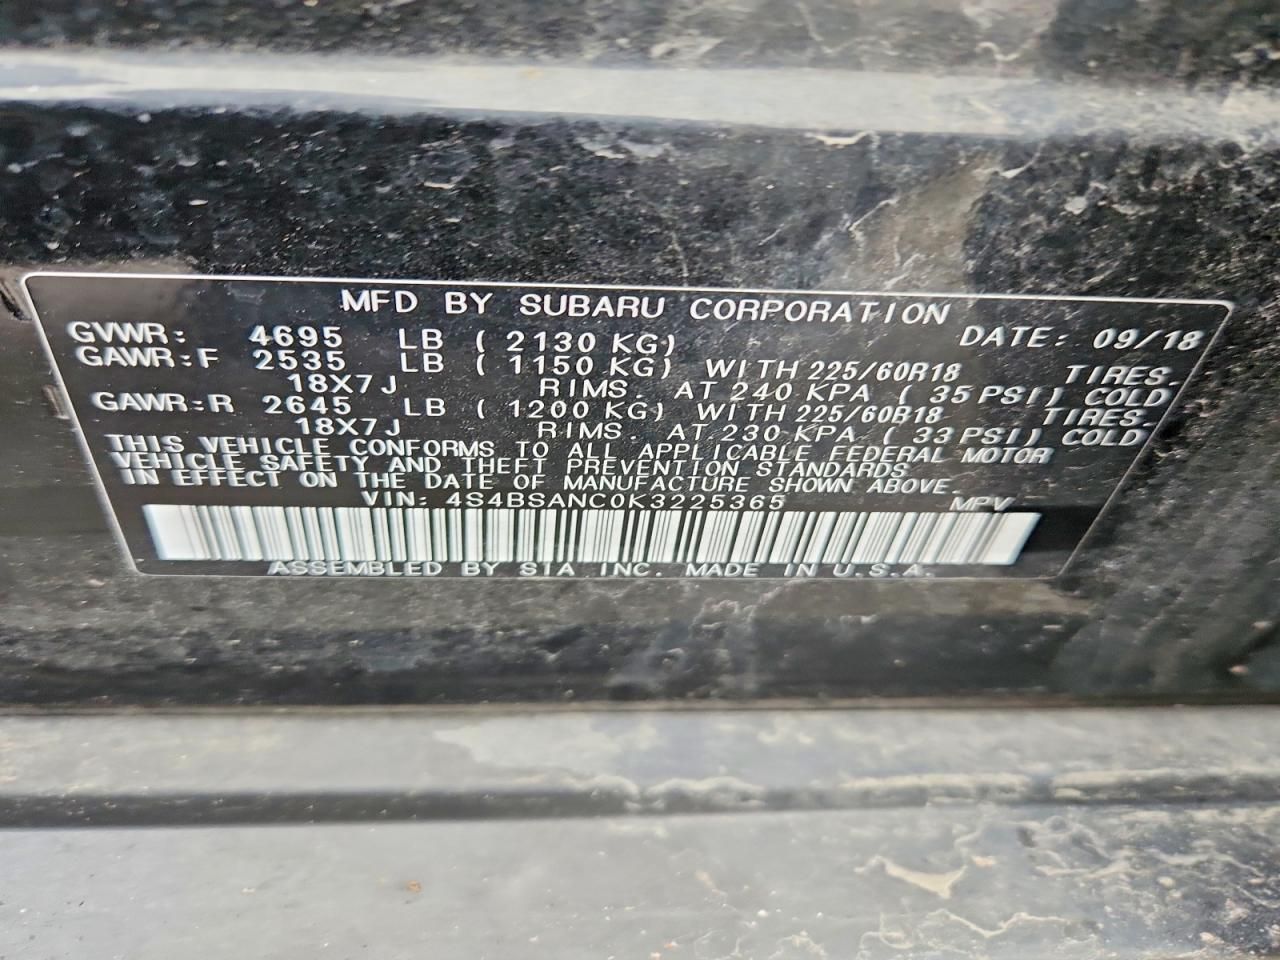 MFD BY SUBARU CORPORATION
GVWR: 4695 LB ( 2130 KG) DATE: 09/18
GAWR:F 2535 LB ( 1150 KG) WITH 225/60R18 TIRES.
18X7J RIMS. AT 240 KPA ( 35 PSI) COLD
GAWR:R 2645 LB ( 1200 KG) WITH 225/60R18 TIRES.
18X7J RIMS. AT 230 KPA ( 33 PSI) COLD
THIS VEHICLE CONFORMS TO ALL APPLICABLE FEDERAL MOTOR
VEHICLE SAFETY AND THEFT PREVENTION STANDARDS
IN EFFECT ON THE DATE OF MANUFACTURE SHOWN ABOVE.
VIN: 4S4BSANC0K3225365 MPV
ASSEMBLED BY SIA INC. MADE IN U.S.A.